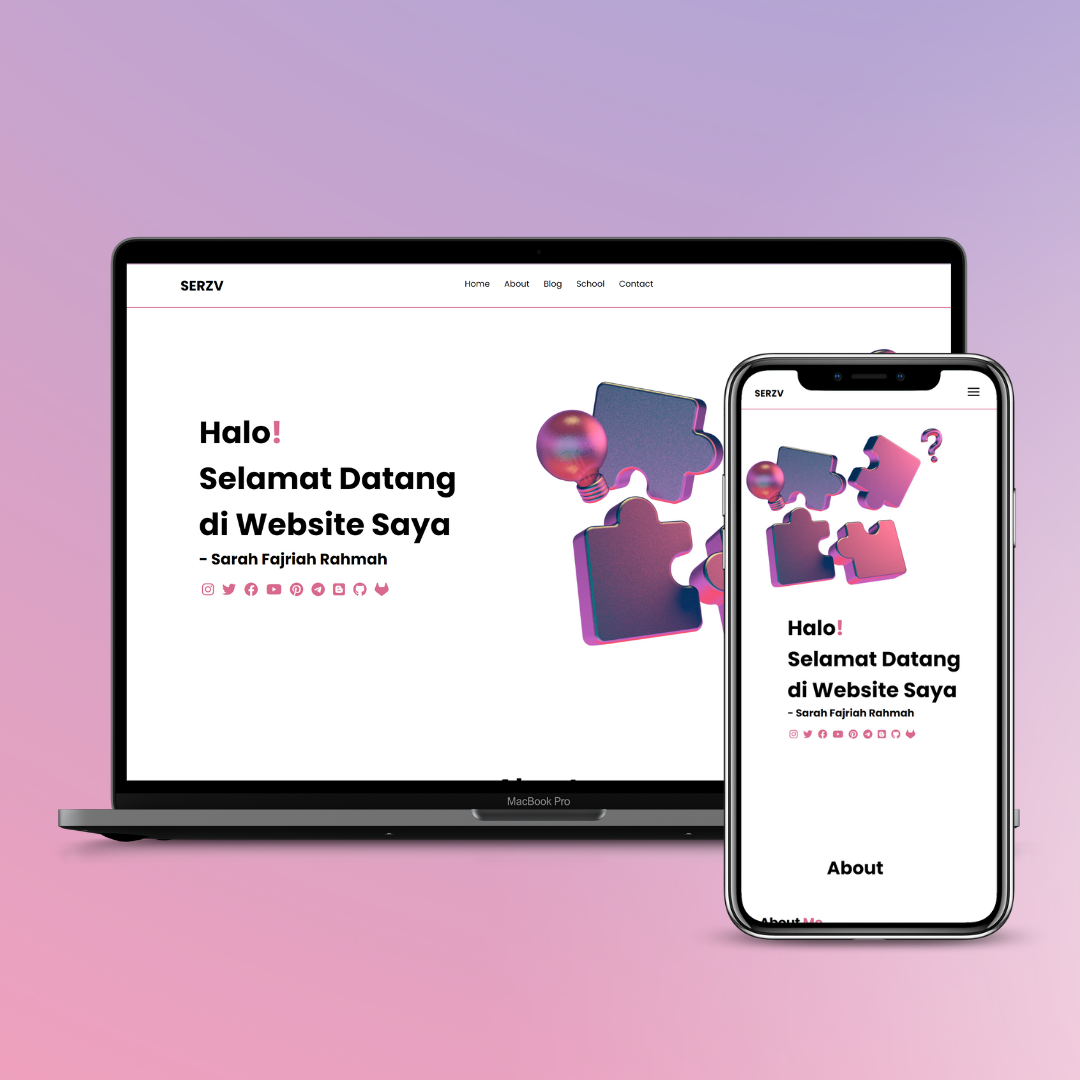 SERZV
Home About Blog School Contact
Halo!
Selamat Datang
di Website Saya
- Sarah Fajriah Rahmah
MacBook Pro
SERZV
Halo!
Selamat Datang
di Website Saya
- Sarah Fajriah Rahmah
About
About Me